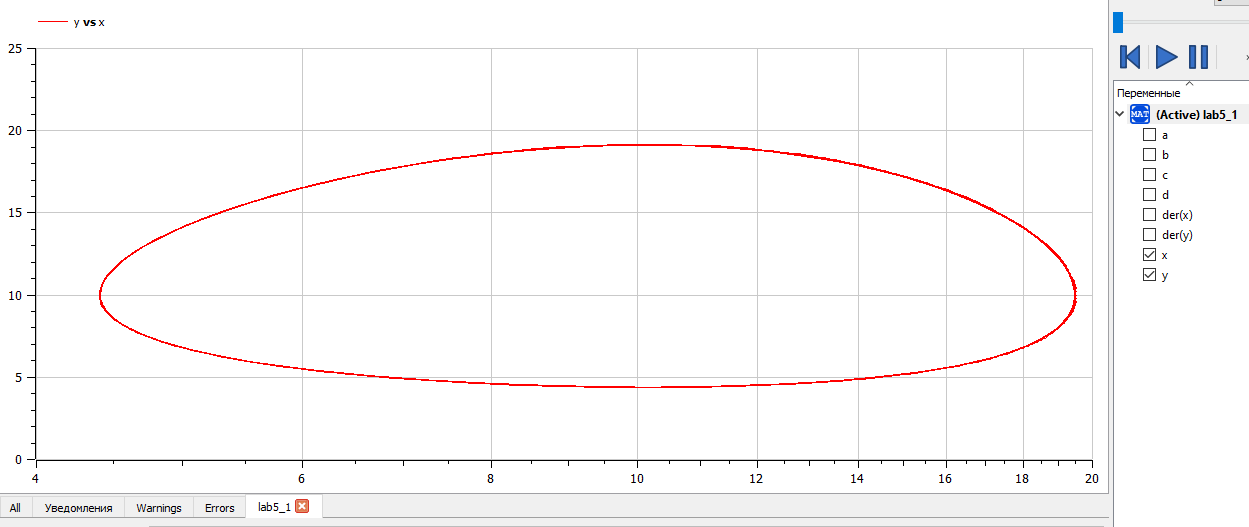 y vs x
25
20
15
10
5
0
4 6 8 10 12 14 16 18 20
All Уведомления Warnings Errors lab5_1
Переменные
MAT (Active) lab5_1
a
b
c
d
der(x)
der(y)
x
y